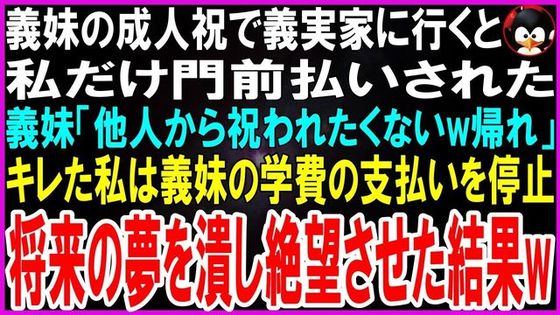 義妹の成人祝で義実家に行くと
私だけ門前払いされた
義妹「他人から祝われたくないw帰れ」
キレた私は義妹の学費の支払いを停止
将来の夢を潰し絶望させた結果w